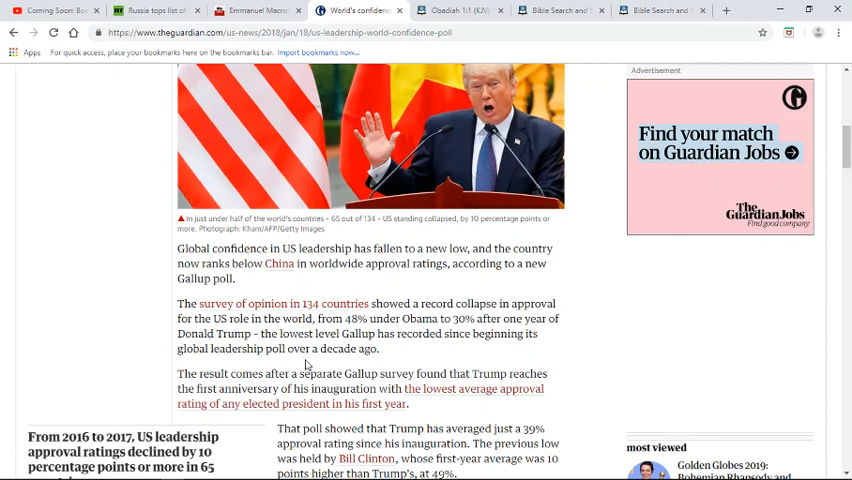 Coming Soon: B
Russia tops list of
Emmanuel Macro
World's confidenc
Obadiah 1:1 (KJV)
Bible Search and S
Bible Search and S
https://www.theguardian.com/us-news/2018/jan/18/us-leadership-world-confidence-poll
Apps For quick access, place your bookmarks here on the bookmarks bar. Import bookmarks now...
Advertisement
Find your match
on Guardian Jobs
The
Guardian Jobs
Find good company
In just under half of the world's countries – 65 out of 134 – US standing collapsed, by 10 percentage points or
more. Photograph: Kham/AFP/Getty Images
Global confidence in US leadership has fallen to a new low, and the country
now ranks below China in worldwide approval ratings, according to a new
Gallup poll.
The survey of opinion in 134 countries showed a record collapse in approval
for the US role in the world, from 48% under Obama to 30% after one year of
Donald Trump – the lowest level Gallup has recorded since beginning its
global leadership poll over a decade ago.
The result comes after a separate Gallup survey found that Trump reaches
the first anniversary of his inauguration with the lowest average approval
rating of any elected president in his first year.
From 2016 to 2017, US leadership
approval ratings declined by 10
percentage points or more in 65
That poll showed that Trump has averaged just a 39%
approval rating since his inauguration. The previous low
was held by Bill Clinton, whose first-year average was 10
points higher than Trump's, at 49%.
most viewed
Golden Globes 2019:
Bohemian Rhapsody and